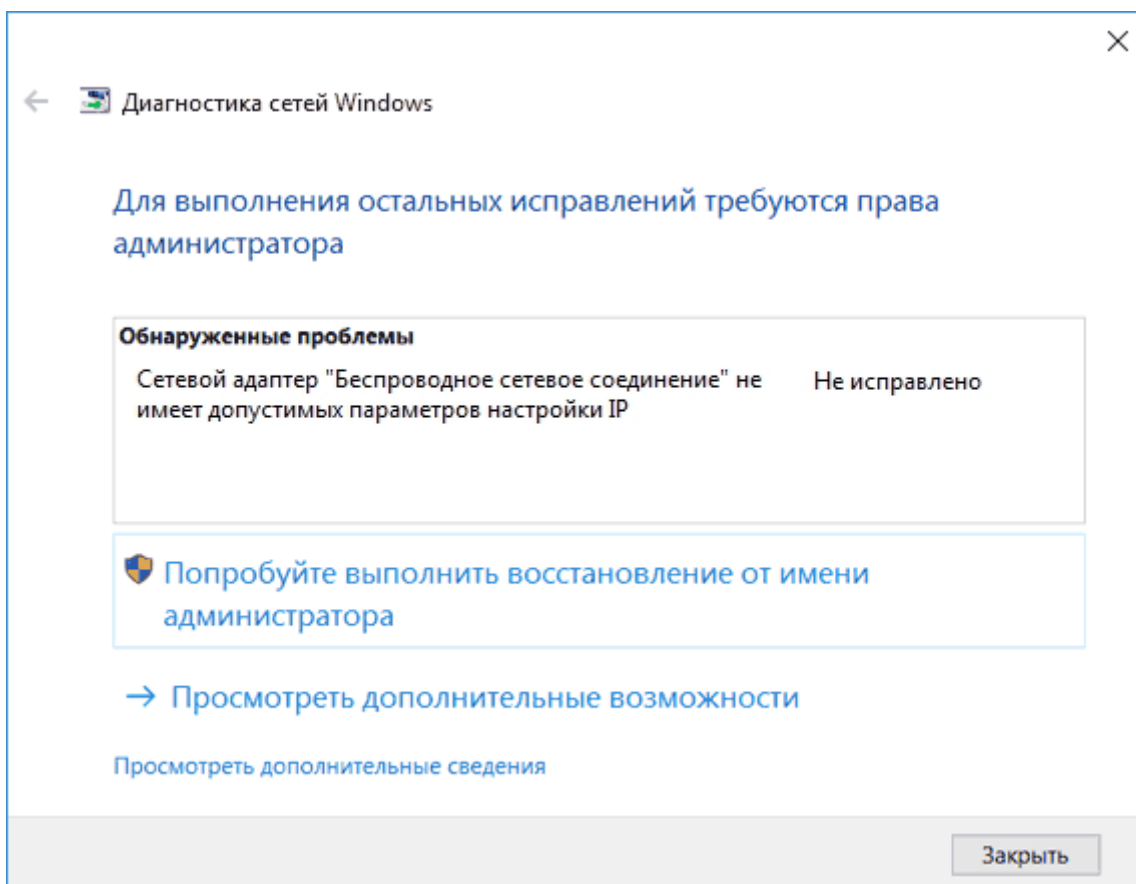 Диагностика сетей Windows
Для выполнения остальных исправлений требуются права
администратора
Обнаруженные проблемы
Сетевой адаптер "Беспроводное сетевое соединение" не
имеет допустимых параметров настройки IP
Не исправлено
Попробуйте выполнить восстановление от имени
администратора
Просмотреть дополнительные возможности
Просмотреть дополнительные сведения
Закрыть